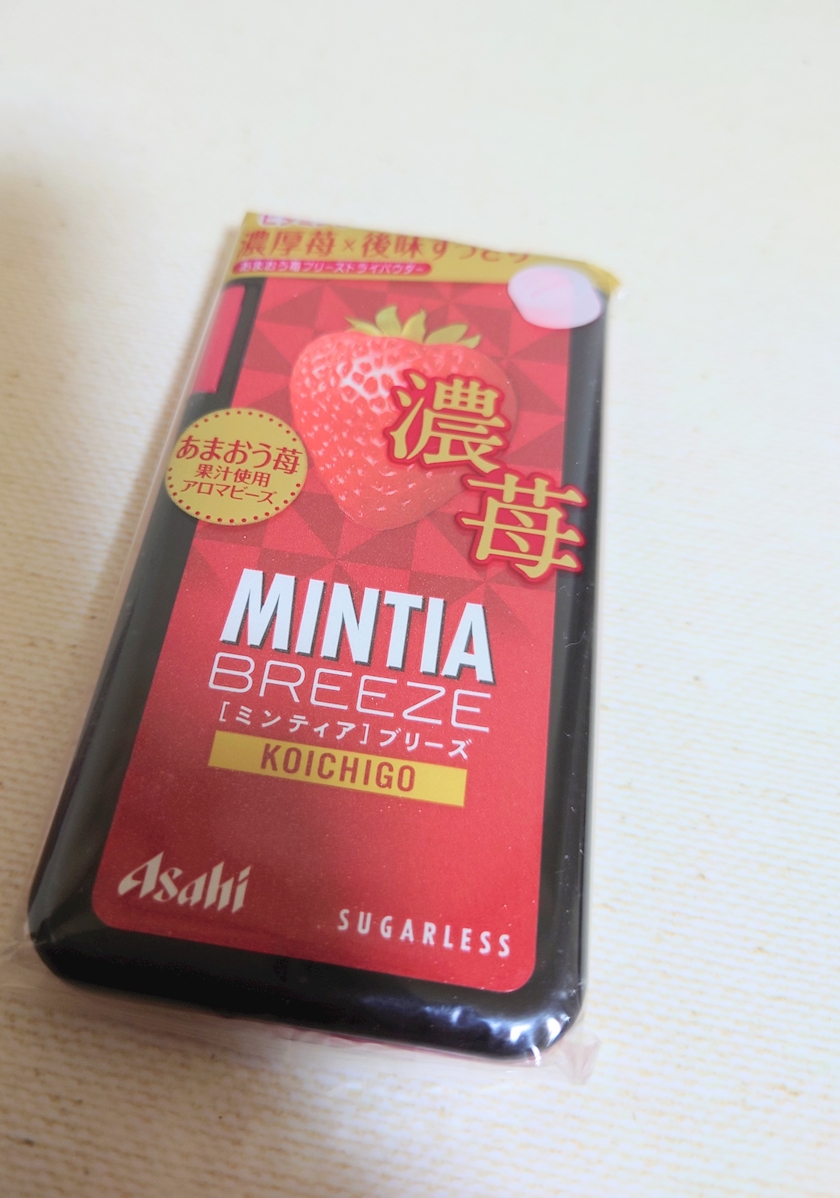 濃厚苺×後味すっきり
あまおう苺フリーズドライパウダー
濃
苺
あまおう苺
果汁使用
アロマビーズ
MINTIA
BREEZE
[ミンティア]ブリーズ
KOICHIGO
Asahi
SUGARLESS